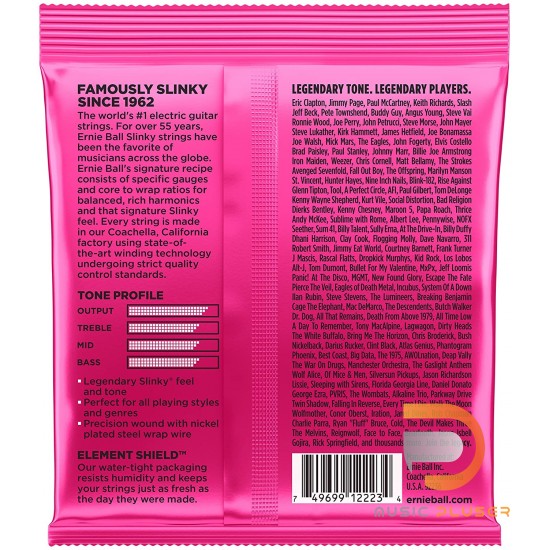 FAMOUSLY SLINKY
SINCE 1962
The world's #1 electric guitar
strings. For over 55 years,
Ernie Ball Slinky strings have
been the favorite of
musicians across the globe.
Ernie Ball's signature recipe
consists of specific gauges
and core to wrap ratios for
balanced, rich harmonics
and that signature Slinky
feel. Every string is made
in our Coachella, California
factory using state-of-
the-art winding technology
undergoing strict quality
control standards.
TONE PROFILE
OUTPUT
TREBLE
MID
BASS
• Legendary Slinky® feel
and tone
• Perfect for all playing styles
and genres
• Precision wound with nickel
plated steel wrap wire
ELEMENT SHIELD™
Our water-tight packaging
resists humidity and keeps
your strings just as fresh as
the day they were made.
LEGENDARY TONE. LEGENDARY PLAYERS.
Eric Clapton, Jimmy Page, Paul McCartney, Keith Richards, Slash
Jeff Beck, Pete Townshend, Buddy Guy, Angus Young, Steve Vai
Ronnie Wood, Joe Perry, John Petrucci, Steve Morse, John Mayer
Steve Lukather, Kirk Hammett, James Hetfield, Joe Bonamassa
Joe Walsh, Mick Mars, The Eagles, John Fogerty, Elvis Costello
Brad Paisley, Paul Stanley, Johnny Marr, Billie Joe Armstrong
Iron Maiden, Weezer, Chris Cornell, Matt Bellamy, The Strokes
Avenged Sevenfold, Fall Out Boy, The Offspring, Marilyn Manson
St. Vincent, Hunter Hayes, Nine Inch Nails, Blink-182, Rise Against
Glenn Tipton, Tool, A Perfect Circle, AFI, Paul Gilbert, Tom DeLonge
Kenny Wayne Shepherd, Kurt Vile, Social Distortion, Bad Religion
Dierks Bentley, Kenny Chesney, Maroon 5, Papa Roach, Thrice
Andy McKee, Sublime with Rome, Albert Lee, Pennywise, NOFX
Seether, Sum 41, Billy Talent, Sully Erna, At The Drive-In, Billy Duffy
Dhani Harrison, Clay Cook, Flogging Molly, Dave Navarro, 311
Robert Smith, Jimmy Eat World, Courtney Barnett, Frank Turner
J Mascis, Rascal Flatts, Dropkick Murphys, Kid Rock, Los Lobos
Alt-J, Tom Dumont, Bullet For My Valentine, MxPx, Jeff Loomis
Panic! At The Disco, MGMT, New Found Glory, Escape The Fate
Pierce The Veil, Eagles of Death Metal, Incubus, System Of A Down
Ilan Rubin, Steve Stevens, The Lumineers, Breaking Benjamin
Cage The Elephant, Mac DeMarco, The Descendents, Butch Walker
Dr. Dog, All That Remains, Death From Above 1979, All Time Low
A Day To Remember, Tony MacAlpine, Lagwagon, Dirty Heads
The White Buffalo, Bring Me The Horizon, Chris Broderick, Bush
Nickelback, Darius Rucker, Clint Black, Atlas Genius, Phantogram
Phoenix, Best Coast, Big Data, The 1975, AWOLnation, Deap Vally
The War On Drugs, Manchester Orchestra, The Gaslight Anthem
Wolf Alice, Of Mice & Men, Silversun Pickups, Jason Richardson
Lissie, Sleeping with Sirens, Florida Georgia Line, Daniel Donato
George Ezra, PVRIS, The Wombats, Alkaline Trio, Parkway Drive
Twin Shadow, Falling In Reverse, Every Time I Die, Walk The Moon
Wolfmother, Conor Oberst, Iration,
Charlie Parra, Ryan "Fluff" Bruce, Cold, The Devil Makes
The Melvins, Reignwolf, Face to Face, Isbell
Gojira, Rick Springfield,
7 49699 12223 4
Ernie Ball Inc.
Coachella,
U.S.A.
ernieball.com
MUSIC PLUSER